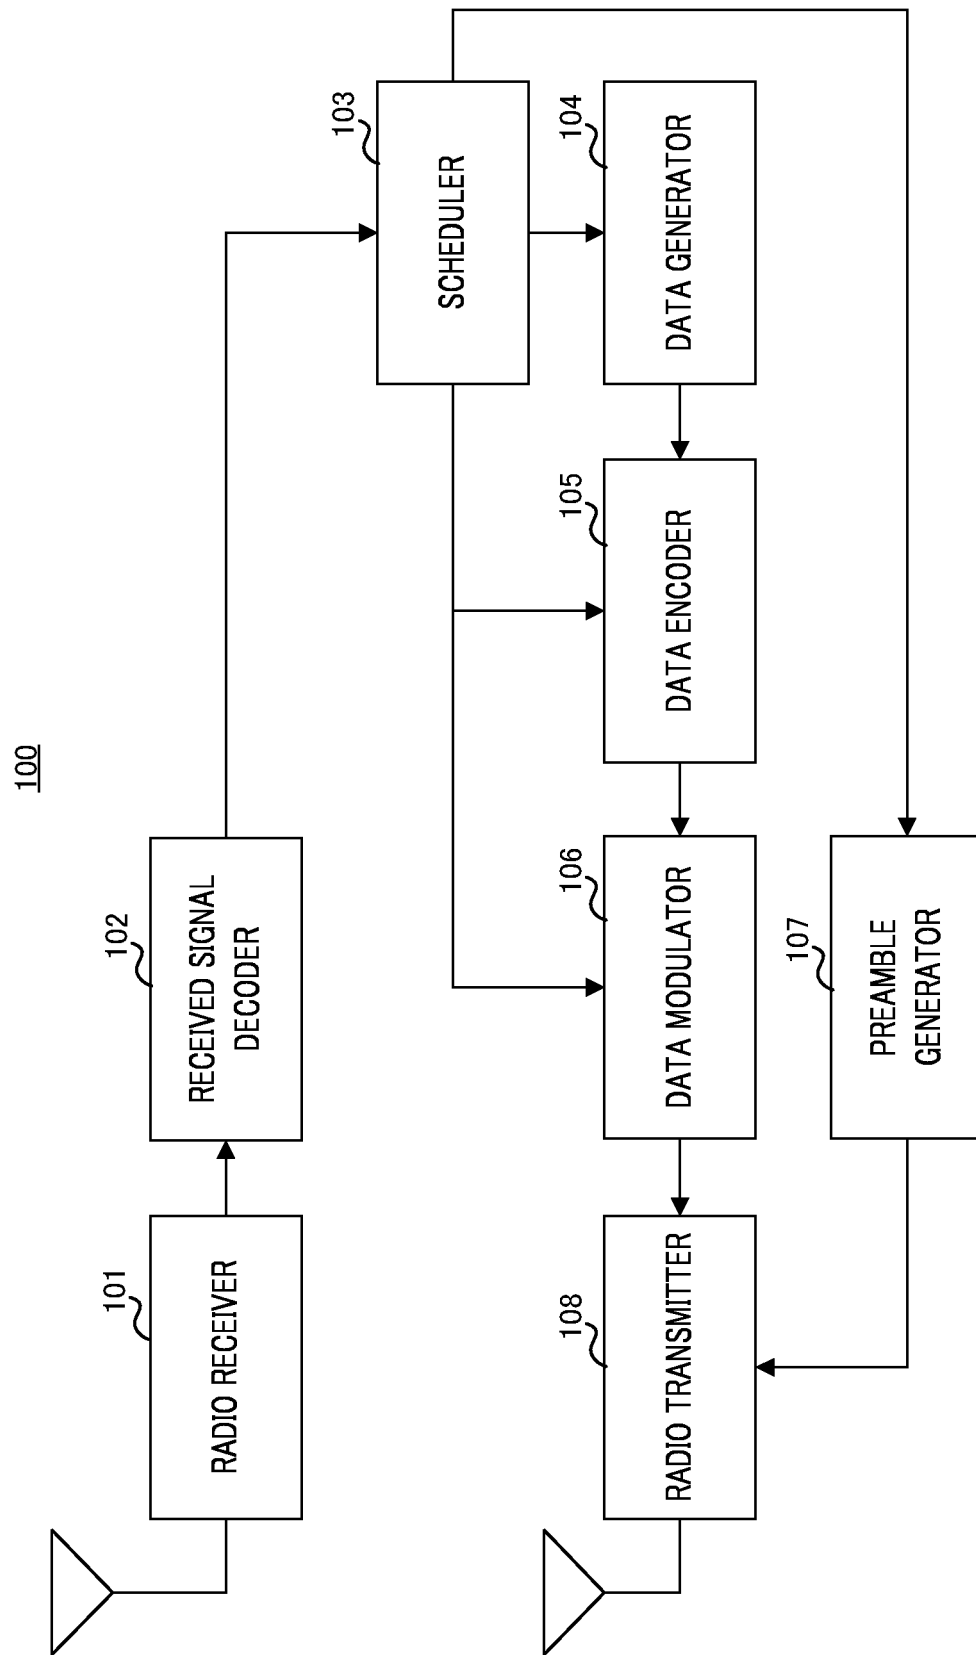 100
101
RADIO RECEIVER
102
RECEIVED SIGNAL
DECODER
103
SCHEDULER
108
RADIO TRANSMITTER
106
DATA MODULATOR
105
DATA ENCODER
104
DATA GENERATOR
107
PREAMBLE
GENERATOR